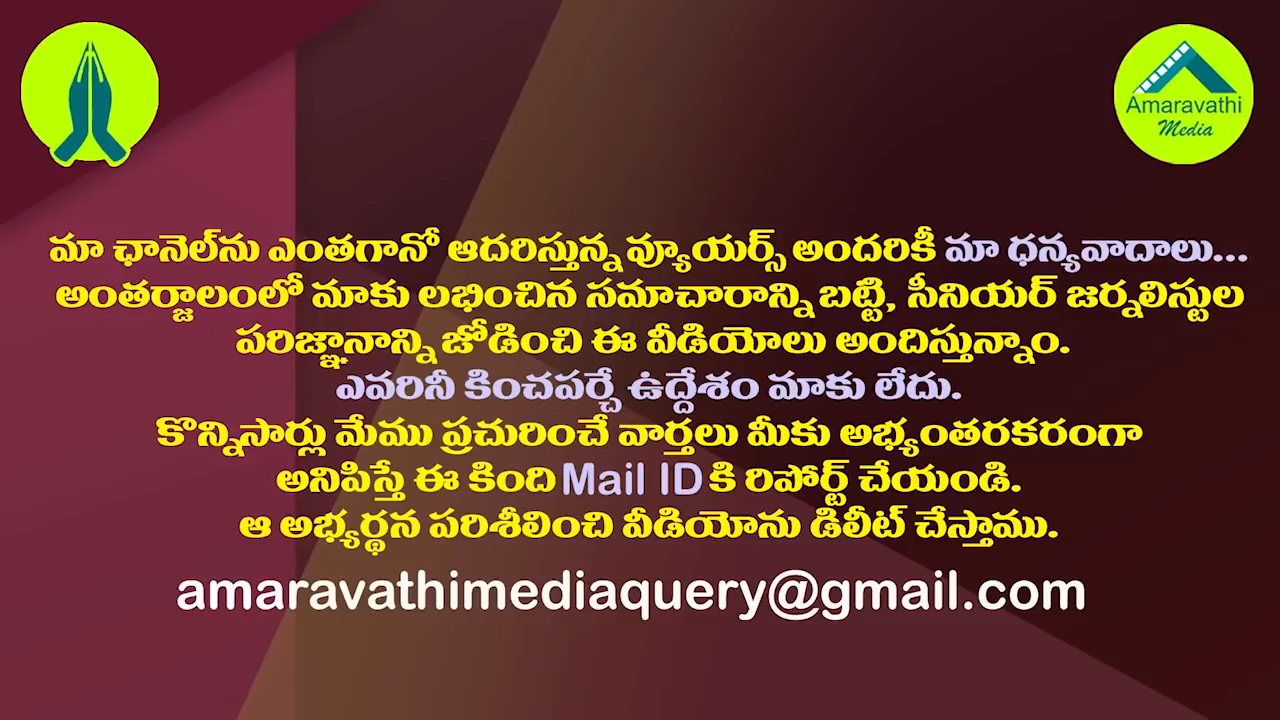 Amaravathi
Media
మా ఛానెల్‌ను ఎంతగానో ఆదరిస్తున్న వ్యూయర్స్ అందరికీ మా ధన్యవాదాలు...
అంతర్జాలంలో మాకు లభించిన సమాచారాన్ని బట్టి, సీనియర్ జర్నలిస్టుల
పరిజ్ఞానాన్ని జోడించి ఈ వీడియోలు అందిస్తున్నాం.
ఎవరినీ కించపర్చే ఉద్దేశం మాకు లేదు.
కొన్నిసార్లు మేము ప్రచురించే వార్తలు మీకు అభ్యంతరకరంగా
అనిపిస్తే ఈ కింది Mail ID కి రిపోర్ట్ చేయండి.
ఆ అభ్యర్థన పరిశీలించి వీడియోను డిలీట్ చేస్తాము.
amaravathimediaquery@gmail.com